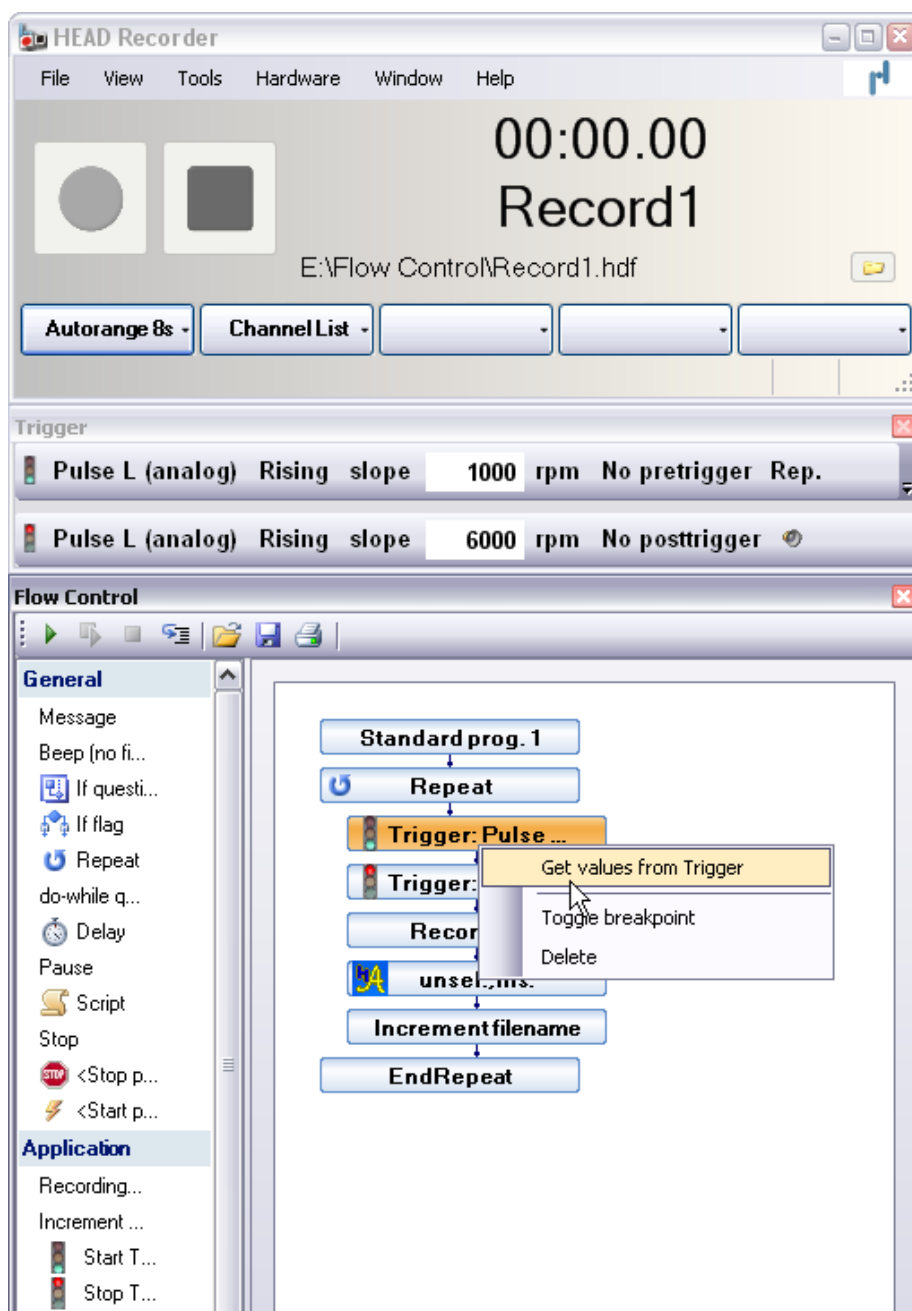 HEAD Recorder
File View Tools Hardware Window Help
00:00.00
Record1
E:\Flow Control\Record1.hdf
Autorange 8s Channel List
Trigger
Pulse L (analog) Rising slope 1000 rpm No pretrigger Rep.
Pulse L (analog) Rising slope 6000 rpm No posttrigger
Flow Control
General
Message
Beep (no fi...
If questi...
If flag
Repeat
do-while q...
Delay
Pause
Script
Stop
STOP <Stop p...
<Start p...
Application
Recording...
Increment ...
Start T...
Stop T...
Standard prog. 1
Repeat
Trigger: Pulse ...
Trigger:
Recor
unsel.,
Increment filename
EndRepeat
Get values from Trigger
Toggle breakpoint
Delete